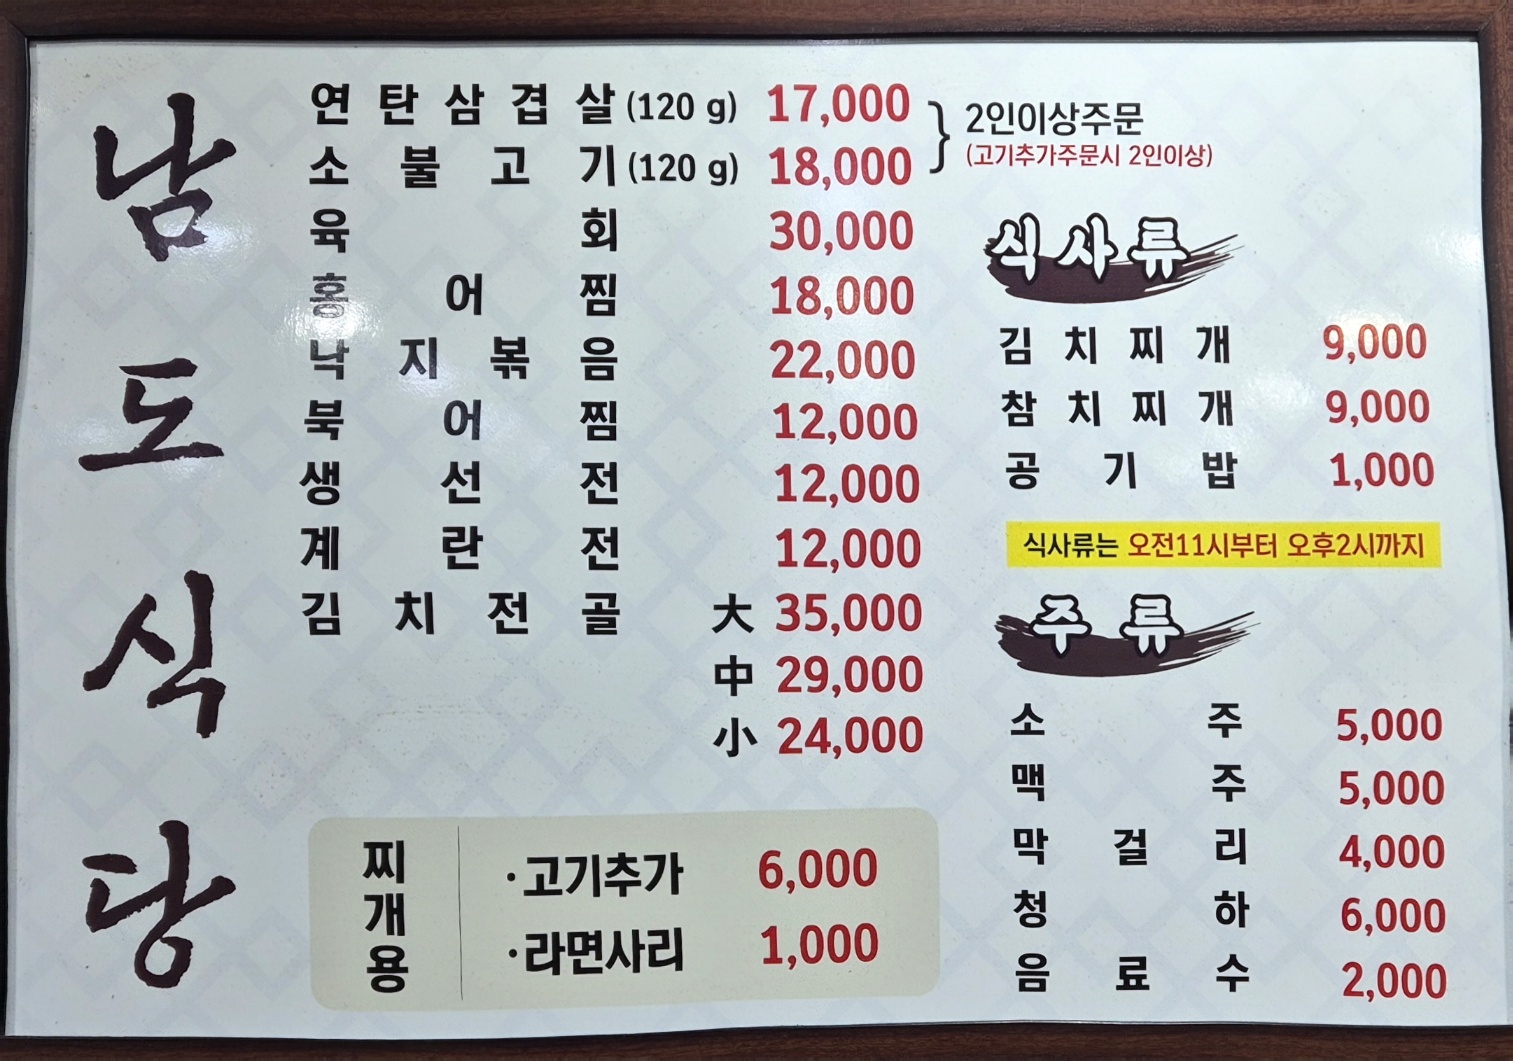 남도식당
연탄삼겹살(120 g) 17,000
소불고기(120 g) 18,000
2인이상주문
(고기추가주문시 2인이상)
육회 30,000
홍어찜 18,000
낙지볶음 22,000
북어찜 12,000
생선전 12,000
계란전 12,000
김치전골 大 35,000
中 29,000
小 24,000
찌개용
·고기추가 6,000
·라면사리 1,000
식사류
김치찌개 9,000
참치찌개 9,000
공기밥 1,000
식사류는 오전11시부터 오후2시까지
주류
소주 5,000
맥주 5,000
막걸리 4,000
청하 6,000
음료수 2,000